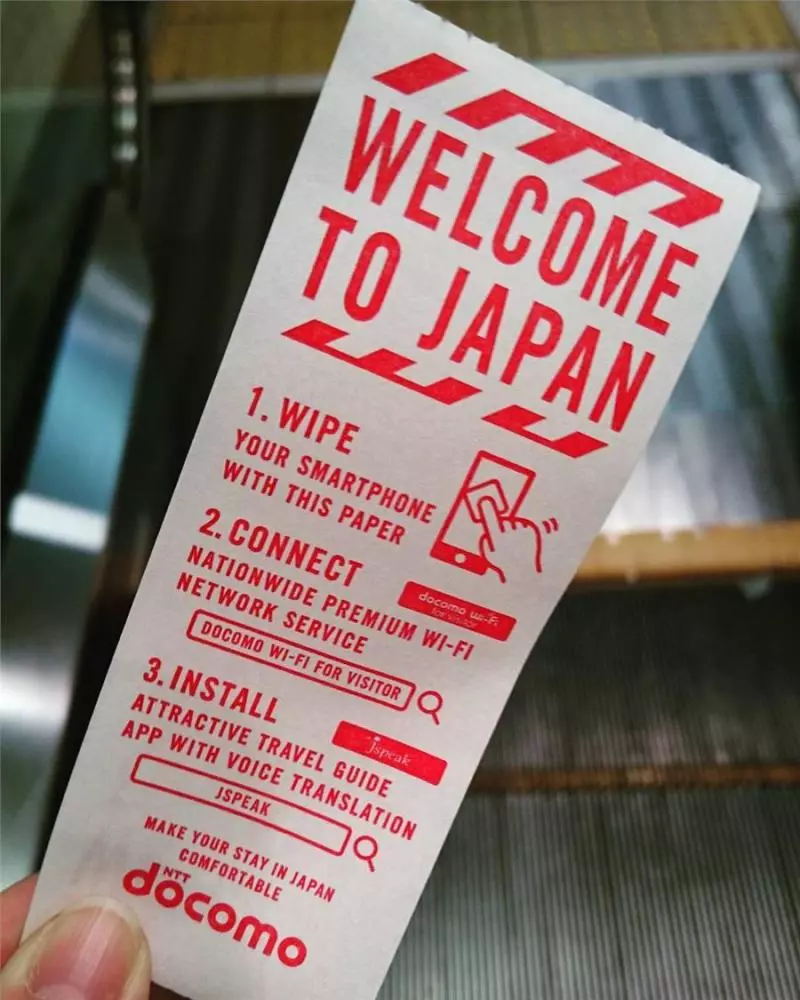 WELCOME
TO JAPAN
1. WIPE
YOUR SMARTPHONE
WITH THIS PAPER
2. CONNECT
NATIONWIDE PREMIUM WI-FI
NETWORK SERVICE
docomo Wi-Fi
for visitor
DOCOMO WI-FI FOR VISITOR
3. INSTALL
ATTRACTIVE TRAVEL GUIDE
APP WITH VOICE TRANSLATION
jspeak
JSPEAK
MAKE YOUR STAY IN JAPAN
COMFORTABLE
NTT
docomo